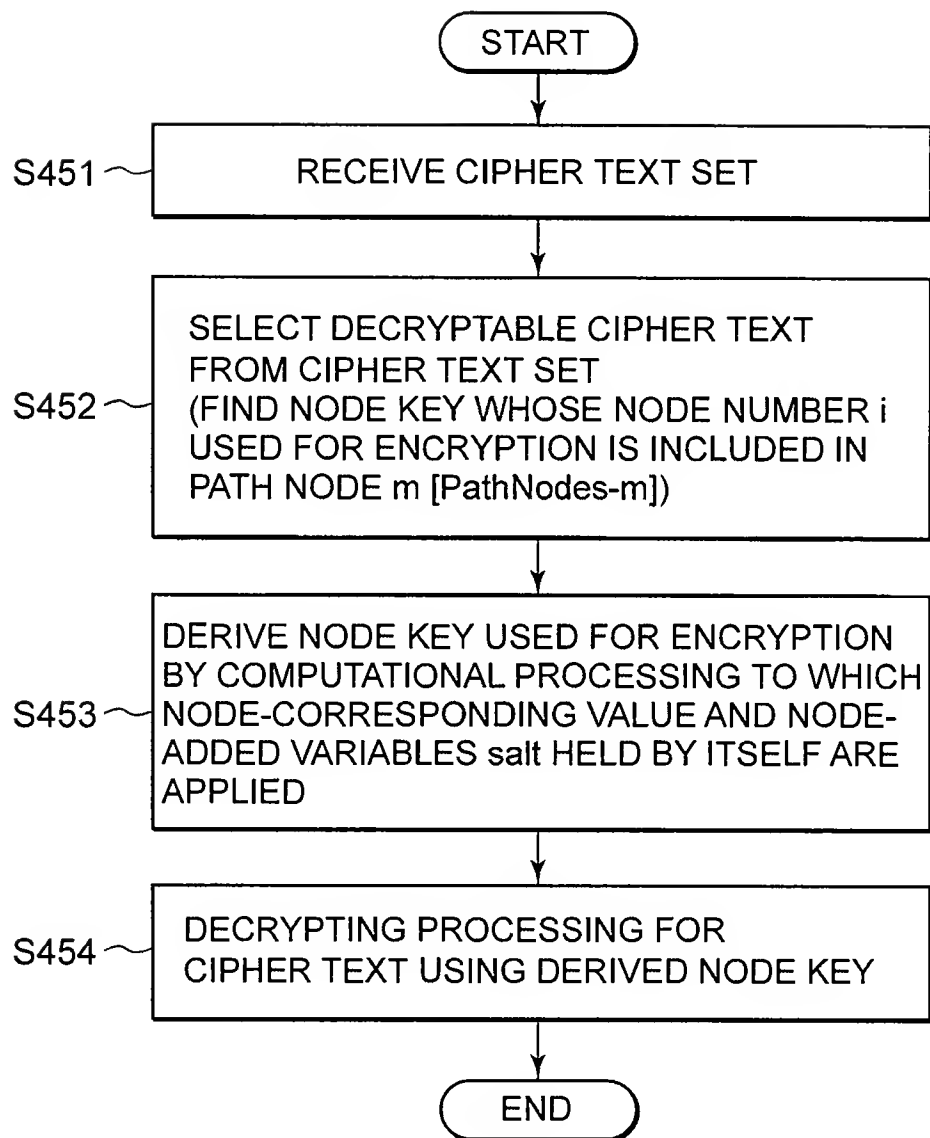 START
S451
RECEIVE CIPHER TEXT SET
S452
SELECT DECRYPTABLE CIPHER TEXT
FROM CIPHER TEXT SET
(FIND NODE KEY WHOSE NODE NUMBER i
USED FOR ENCRYPTION IS INCLUDED IN
PATH NODE m [PathNodes-m])
S453
DERIVE NODE KEY USED FOR ENCRYPTION
BY COMPUTATIONAL PROCESSING TO WHICH
NODE-CORRESPONDING VALUE AND NODE-
ADDED VARIABLES salt HELD BY ITSELF ARE
APPLIED
S454
DECRYPTING PROCESSING FOR
CIPHER TEXT USING DERIVED NODE KEY
END